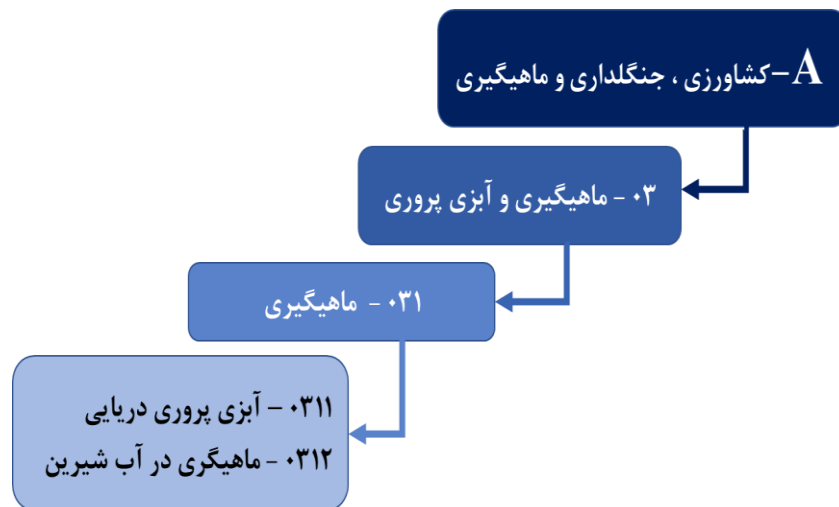 A-کشاورزی ، جنگلداری و ماهیگیری
۰۳ - ماهیگیری و آبزی پروری
۰۳۱ - ماهیگیری
۰۳۱۱ – آبزی پروری دریایی
۰۳۱۲ - ماهیگری در آب شیرین